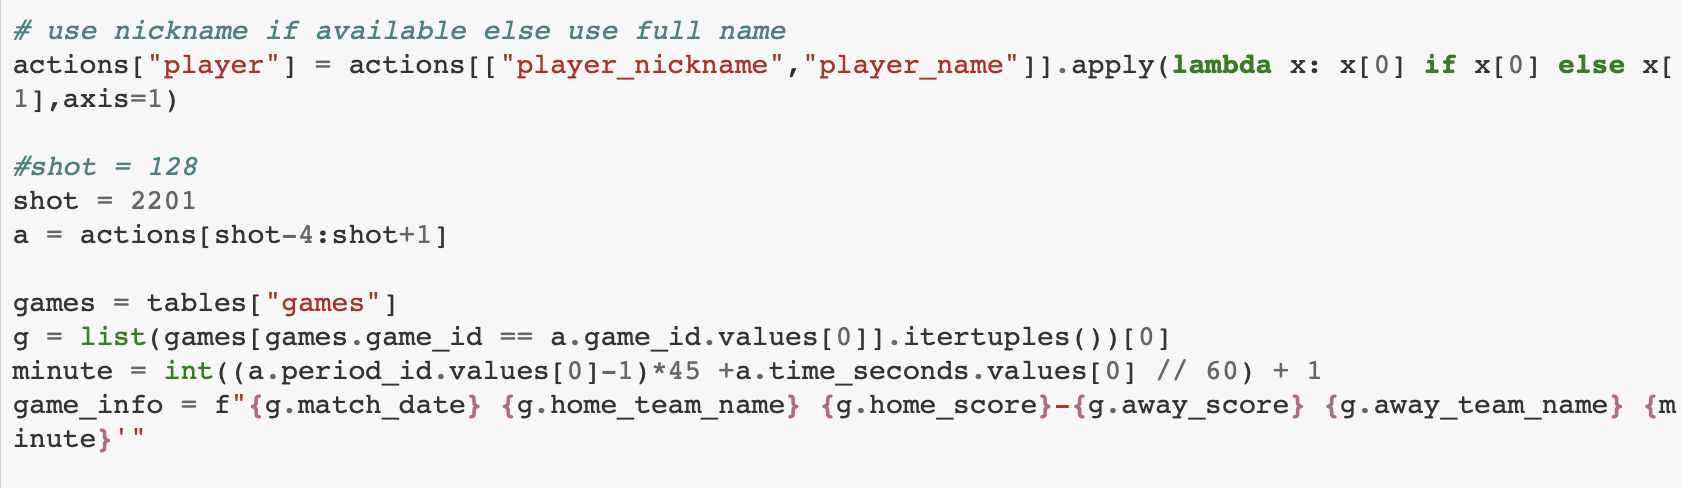 # use nickname if available else use full name
actions["player"] = actions[["player_nickname","player_name"]].apply(lambda x: x[0] if x[0] else x[
1],axis=1)
#shot = 128
shot = 2201
a = actions[shot-4:shot+1]
games = tables["games"]
g = list(games[games.game_id == a.game_id.values[0]].itertuples())[0]
minute = int((a.period_id.values[0]-1)*45 +a.time_seconds.values[0] // 60) + 1
game_info = f"{g.match_date} {g.home_team_name} {g.home_score}-{g.away_score} {g.away_team_name} {m
inute}'"